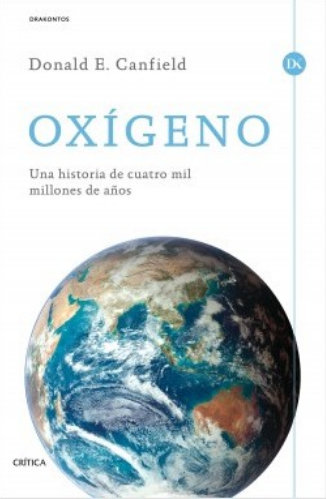 DRAKONTOS
Donald E. Canfield
DK
OXÍGENO
Una historia de cuatro mil
millones de años
CRÍTICA